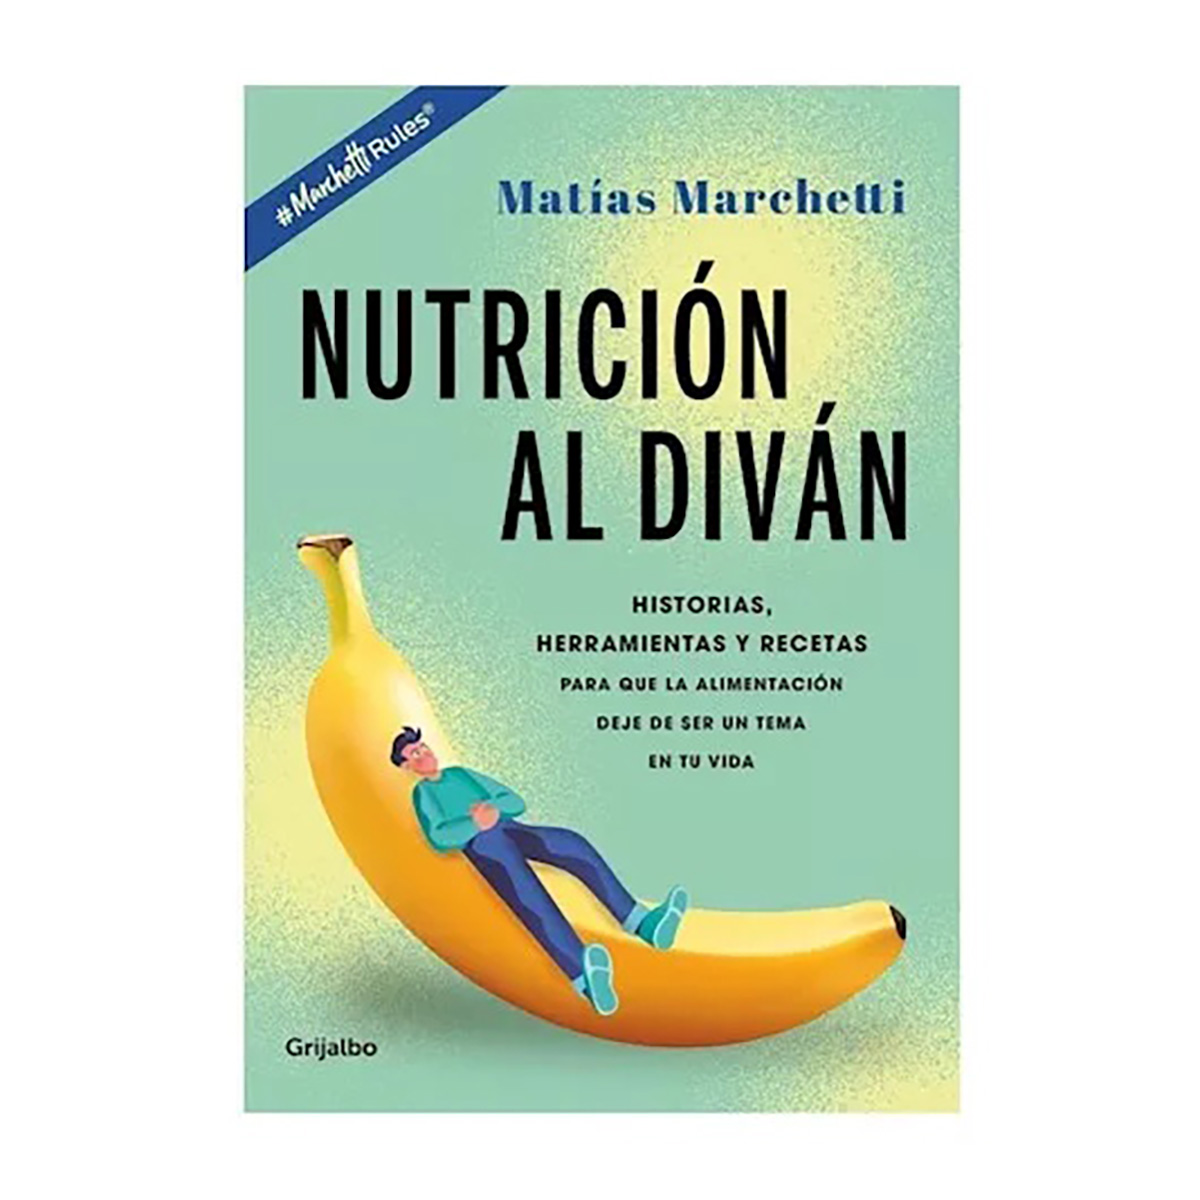 #MarchettiRules®
Matías Marchetti
NUTRICIÓN
AL DIVÁN
HISTORIAS,
HERRAMIENTAS Y RECETAS
PARA QUE LA ALIMENTACIÓN
DEJE DE SER UN TEMA
EN TU VIDA
Grijalbo